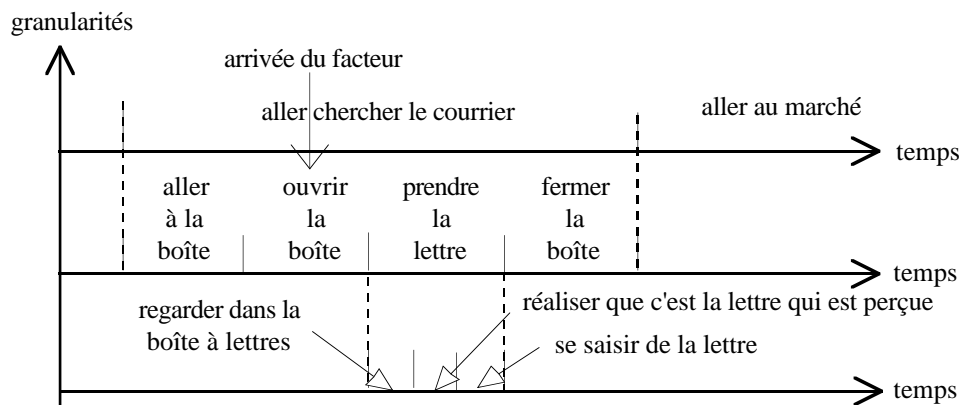 granularités
arrivée du facteur
aller chercher le courrier
aller au marché
temps
aller
à la
boîte
ouvrir
la
boîte
prendre
la
lettre
fermer
la
boîte
temps
regarder dans la
boîte à lettres
réaliser que c'est la lettre qui est perçue
se saisir de la lettre
temps